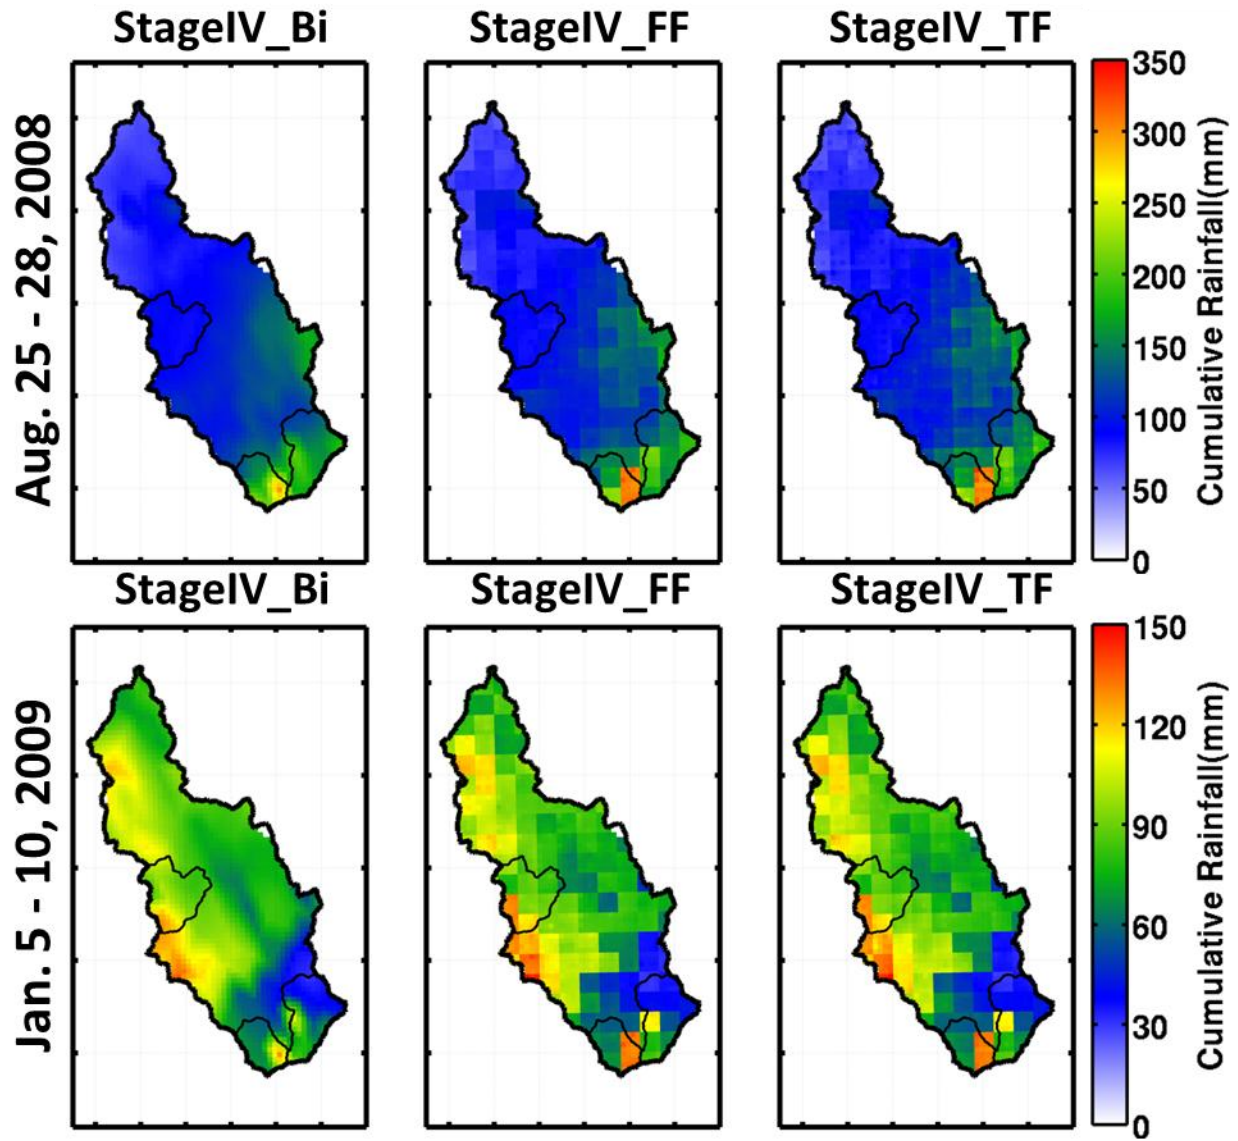 StageIV_Bi StageIV_FF StageIV_TF
Aug. 25 - 28, 2008
350
300
250
200
150
100
50
0
Cumulative Rainfall(mm)
StageIV_Bi StageIV_FF StageIV_TF
Jan. 5 - 10, 2009
150
120
90
60
30
0
Cumulative Rainfall(mm)